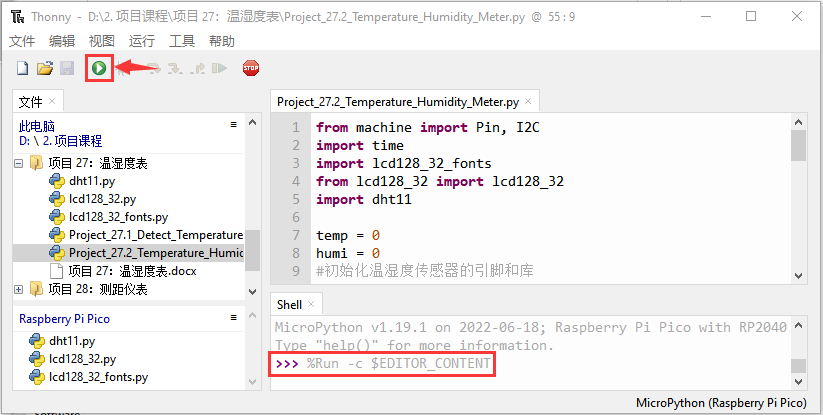 Thonny - D:\2. 项目课程\项目 27：温湿度表\Project_27.2_Temperature_Humidity_Meter.py @ 55 : 9
文件 编辑 视图 运行 工具 帮助
STOP
文件 ×
此电脑
D: \ 2. 项目课程
项目 27：温湿度表
dht11.py
lcd128_32.py
lcd128_32_fonts.py
Project_27.1_Detect_Temperature
Project_27.2_Temperature_Humid
项目 27：温湿度表.docx
项目 28：测距仪表
Raspberry Pi Pico
dht11.py
lcd128_32.py
lcd128_32_fonts.py
Project_27.2_Temperature_Humidity_Meter.py ×
1 from machine import Pin, I2C
2 import time
3 import lcd128_32_fonts
4 from lcd128_32 import lcd128_32
5 import dht11
6
7 temp = 0
8 humi = 0
9 #初始化温湿度传感器的引脚和库
Shell ×
MicroPython v1.19.1 on 2022-06-18; Raspberry Pi Pico with RP2040
Type "help()" for more information.
>>> %Run -c $EDITOR_CONTENT
MicroPython (Raspberry Pi Pico)